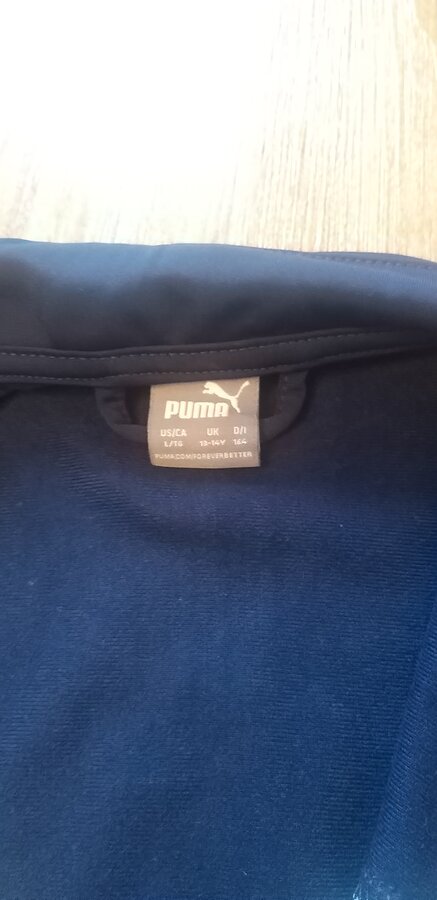 PUMA
US/CA UK D/I
L/TG 13-14Y 164
PUMA.COM/FOREVERBETTER